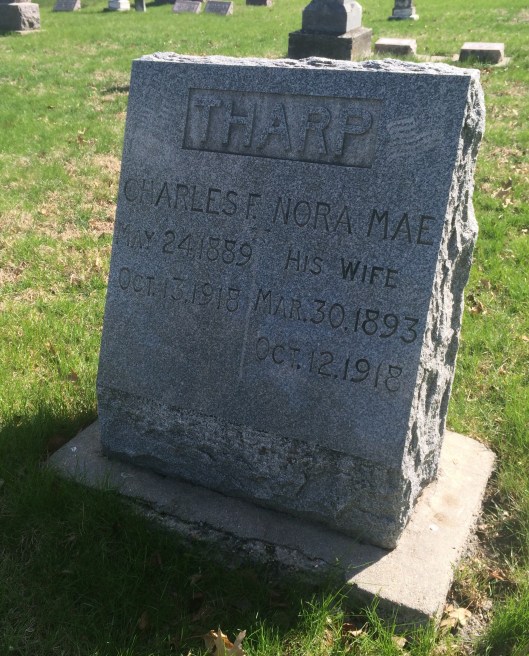 THARP
CHARLES F.
MAY 24.1889
OCT. 13. 1918
NORA MAE
HIS WIFE
MAR. 30. 1893
OCT. 12. 1918